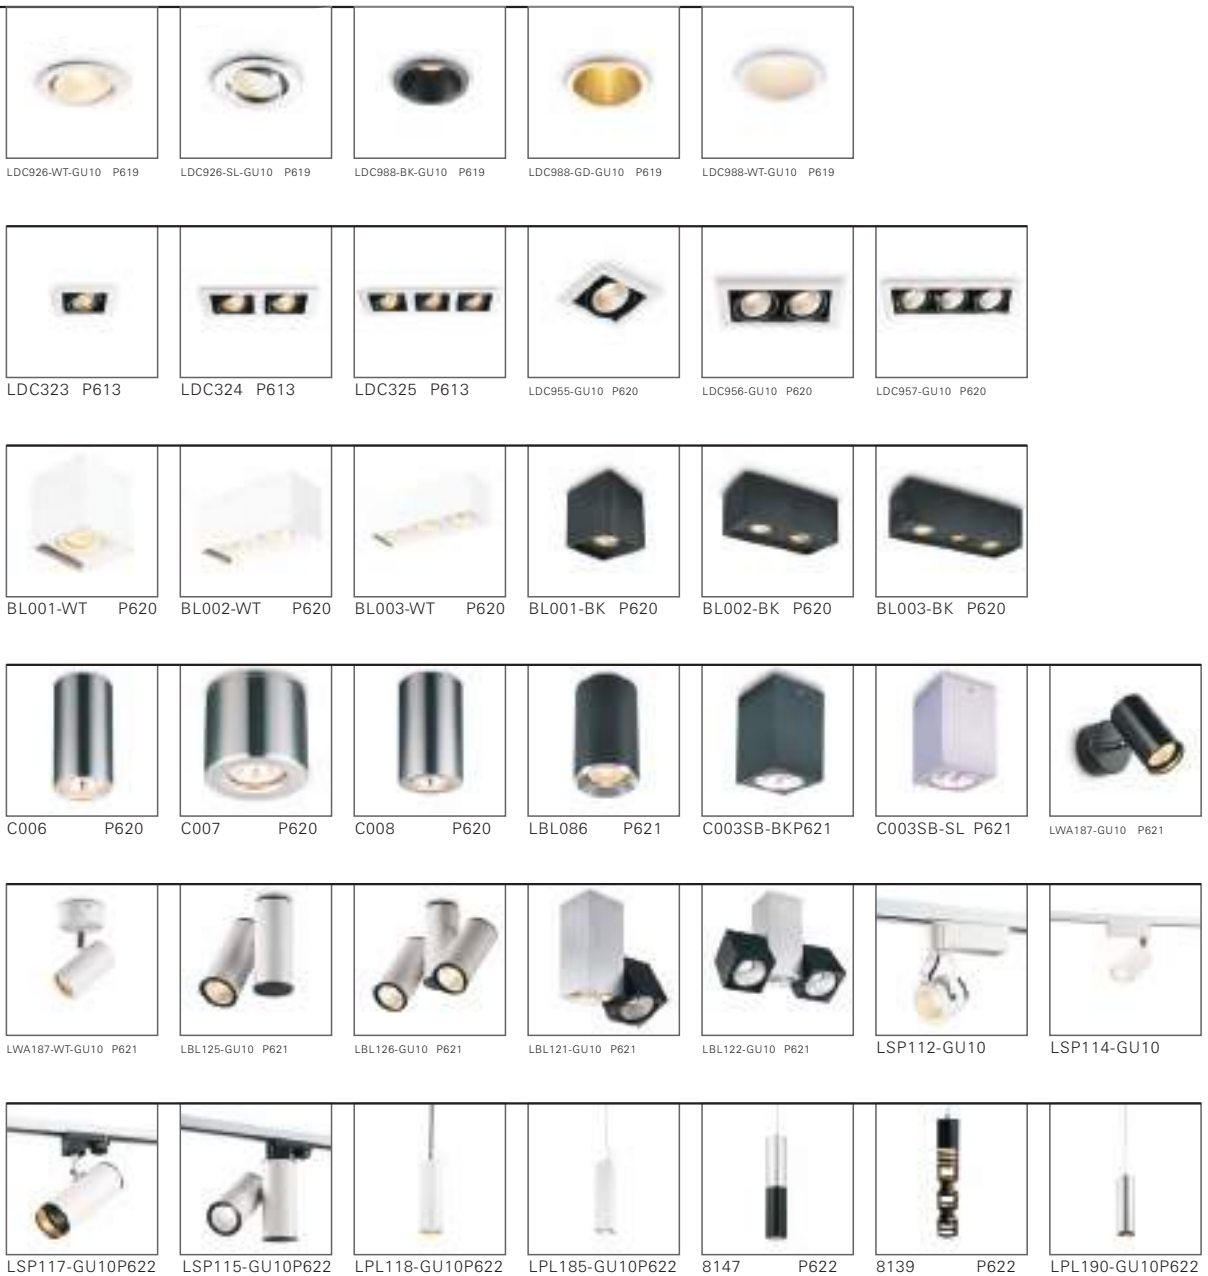 LDC926-WT-GU10 P619 LDC926-SL-GU10 P619 LDC988-BK-GU10 P619 LDC988-GD-GU10 P619 LDC988-WT-GU10 P619
LDC323 P613 LDC324 P613 LDC325 P613 LDC955-GU10 P620 LDC956-GU10 P620 LDC957-GU10 P620
BL001-WT P620 BL002-WT P620 BL003-WT P620 BL001-BK P620 BL002-BK P620 BL003-BK P620
C006 P620 C007 P620 C008 P620 LBL086 P621 C003SB-BKP621 C003SB-SL P621 LWA187-GU10 P621
LWA187-WT-GU10 P621 LBL125-GU10 P621 LBL126-GU10 P621 LBL121-GU10 P621 LBL122-GU10 P621 LSP112-GU10 LSP114-GU10
LSP117-GU10P622 LSP115-GU10P622 LPL118-GU10P622 LPL185-GU10P622 8147 P622 8139 P622 LPL190-GU10P622